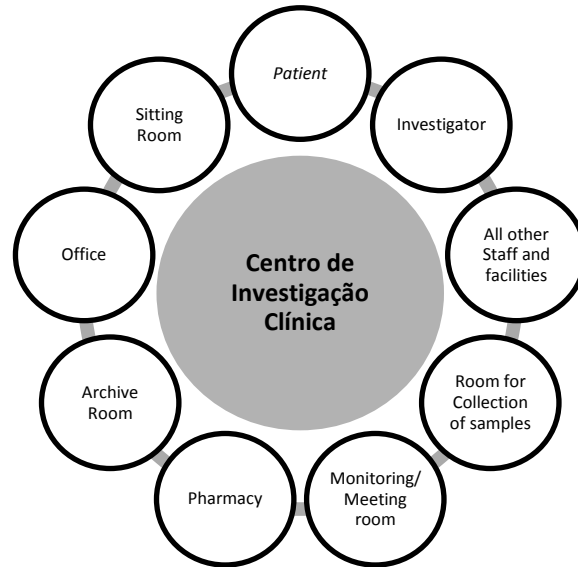 Patient
Investigator
All other
Staff and
facilities
Room for
Collection
of samples
Monitoring/
Meeting
room
Pharmacy
Archive
Room
Office
Sitting
Room
Centro de
Investigação
Clínica